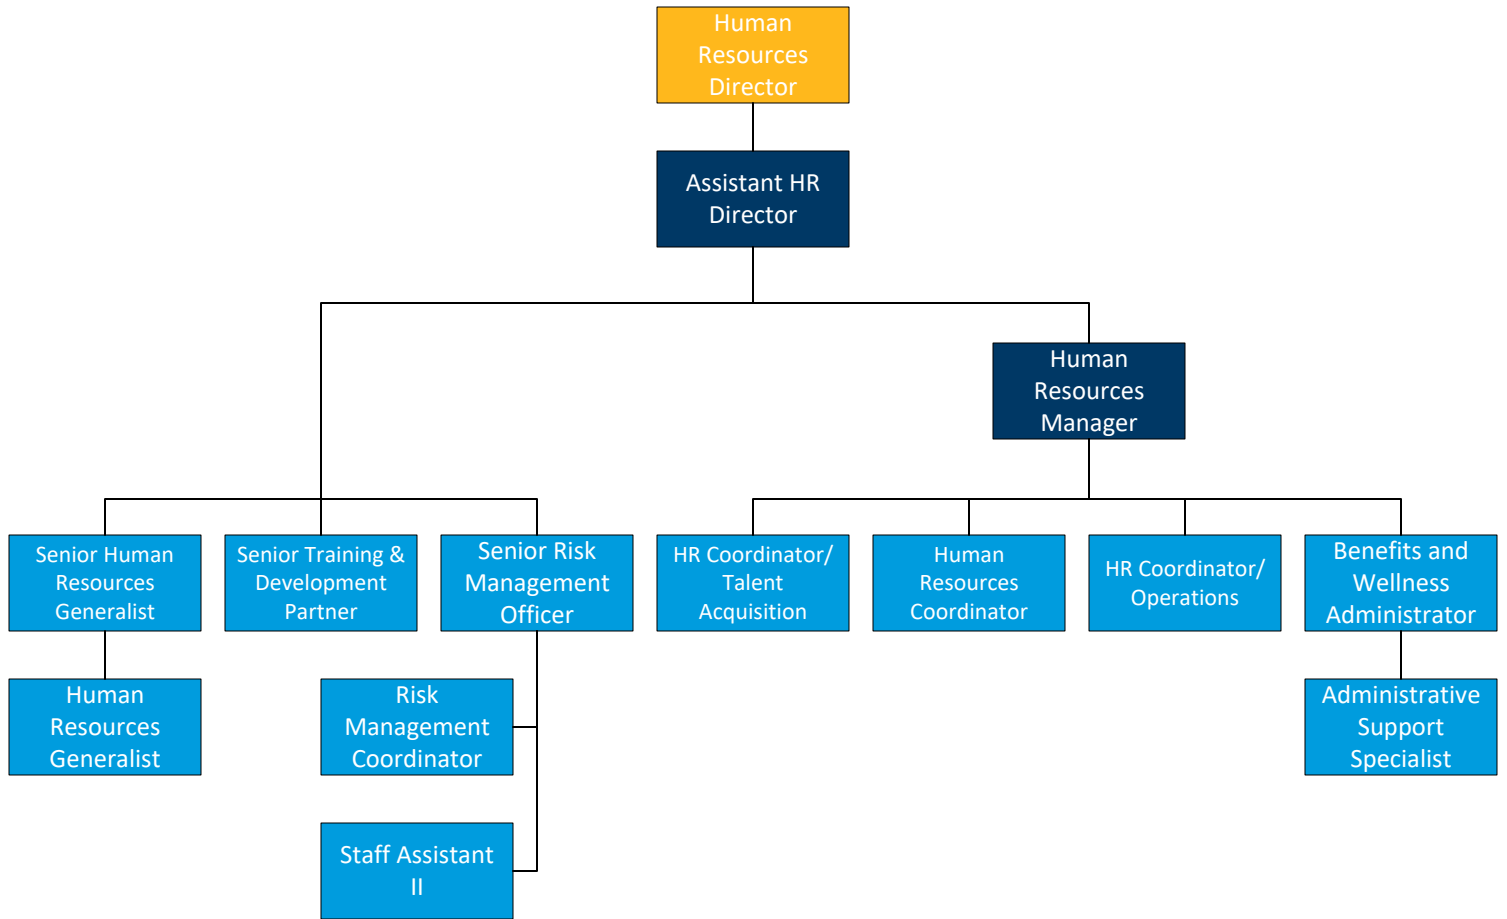 Human
Resources
Director
Assistant HR
Director
Human
Resources
Manager
Senior Human
Resources
Generalist
Senior Training &
Development
Partner
Senior Risk
Management
Officer
HR Coordinator/
Talent
Acquisition
Human
Resources
Coordinator
HR Coordinator/
Operations
Benefits and
Wellness
Administrator
Human
Resources
Generalist
Risk
Management
Coordinator
Administrative
Support
Specialist
Staff Assistant
II